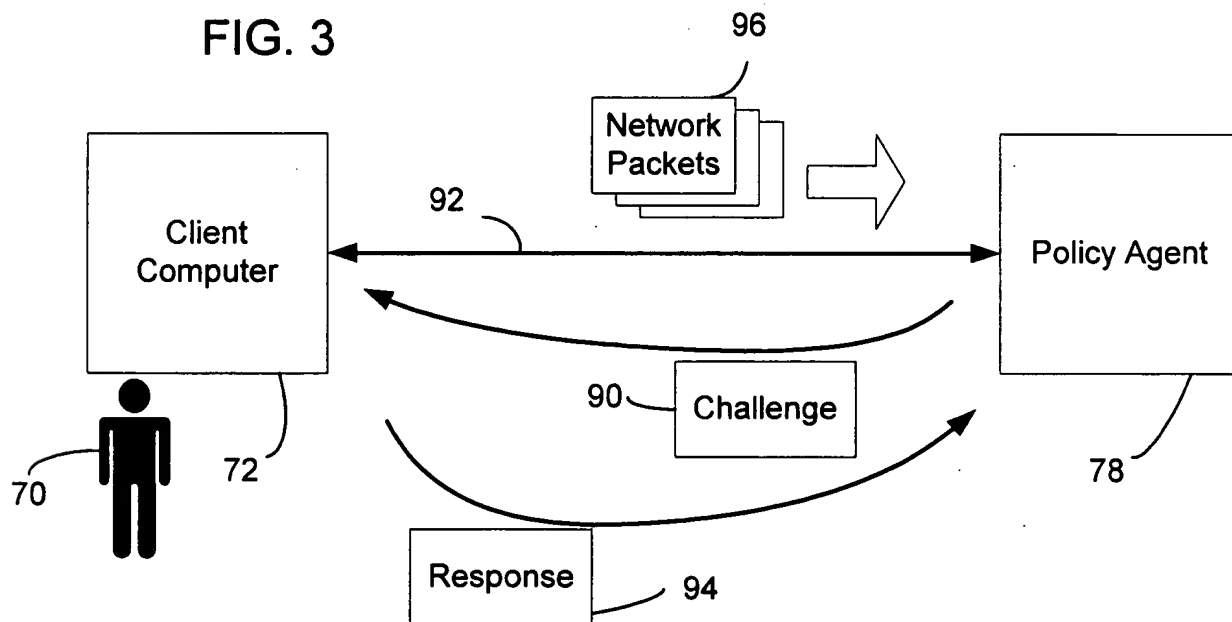 FIG. 3
96
Network
Packets
92
Client
Computer
Policy Agent
90
Challenge
70
72
78
Response
94